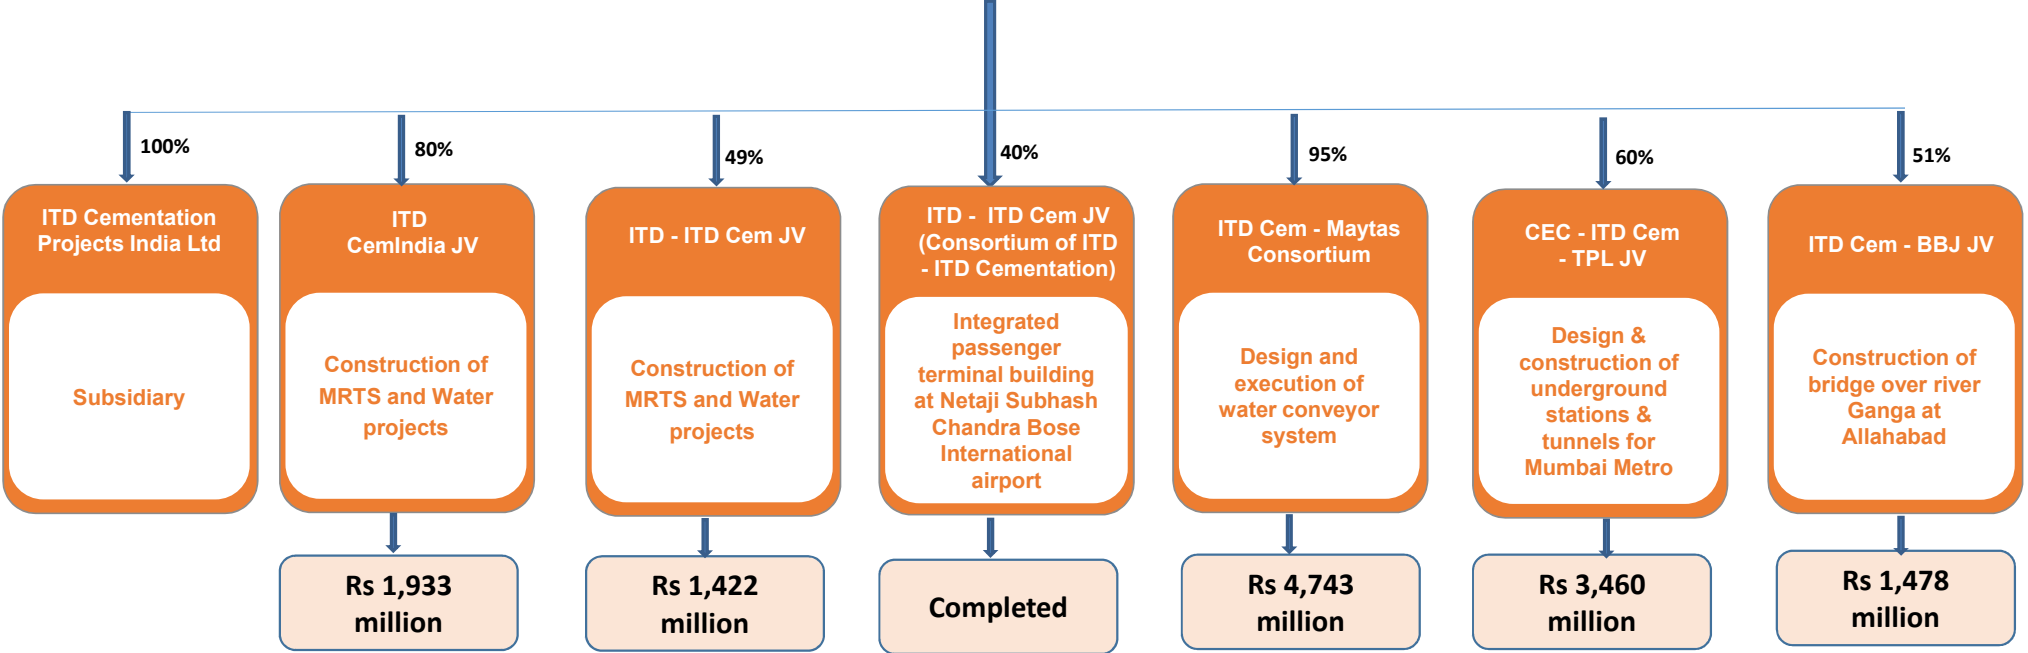 100%
80%
49%
40%
95%
60%
51%
ITD Cementation
Projects India Ltd
Subsidiary
ITD
CemIndia JV
Construction of
MRTS and Water
projects
Rs 1,933
million
ITD - ITD Cem JV
Construction of
MRTS and Water
projects
Rs 1,422
million
ITD - ITD Cem JV
(Consortium of ITD
- ITD Cementation)
Integrated
passenger
terminal building
at Netaji Subhash
Chandra Bose
International
airport
Completed
ITD Cem - Maytas
Consortium
Design and
execution of
water conveyor
system
Rs 4,743
million
CEC - ITD Cem
- TPL JV
Design &
construction of
underground
stations &
tunnels for
Mumbai Metro
Rs 3,460
million
ITD Cem - BBJ JV
Construction of
bridge over river
Ganga at
Allahabad
Rs 1,478
million